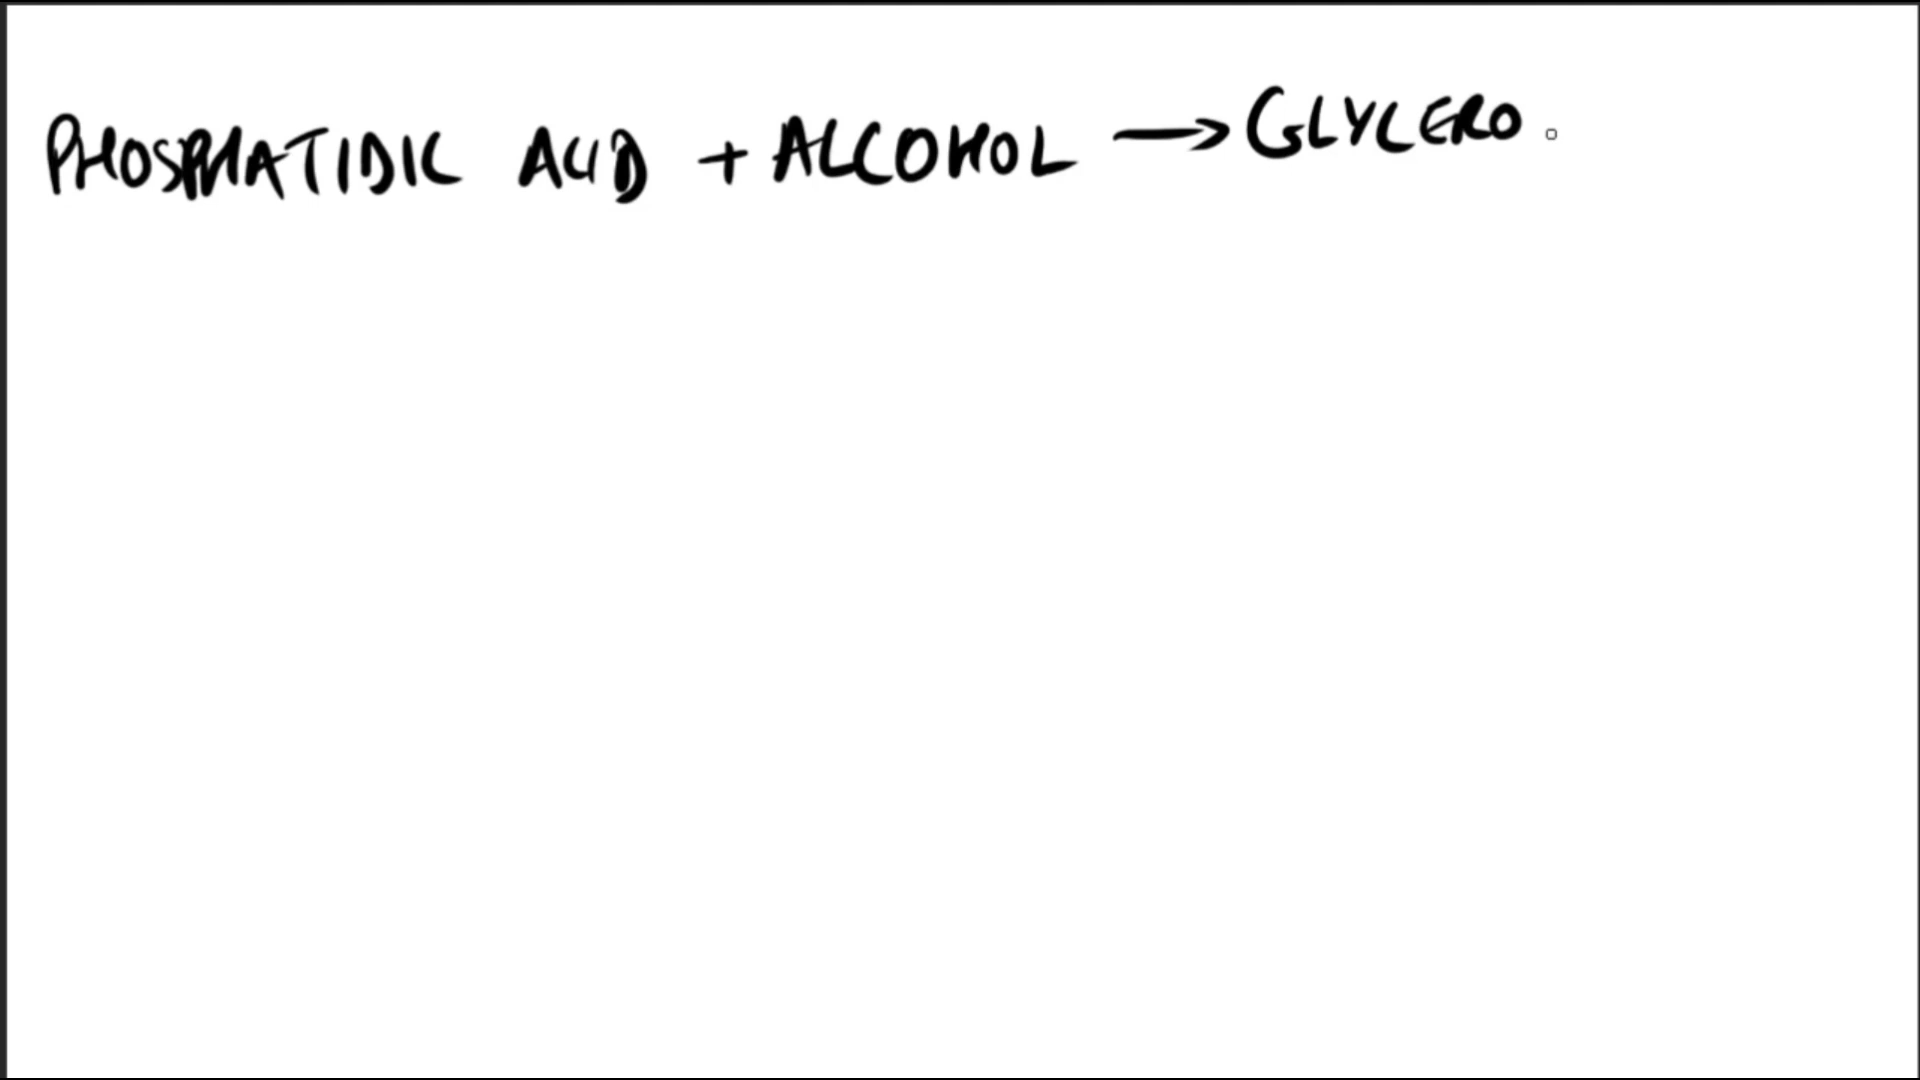 PHOSPHATIDIC ACID + ALCOHOL → GLYCERO